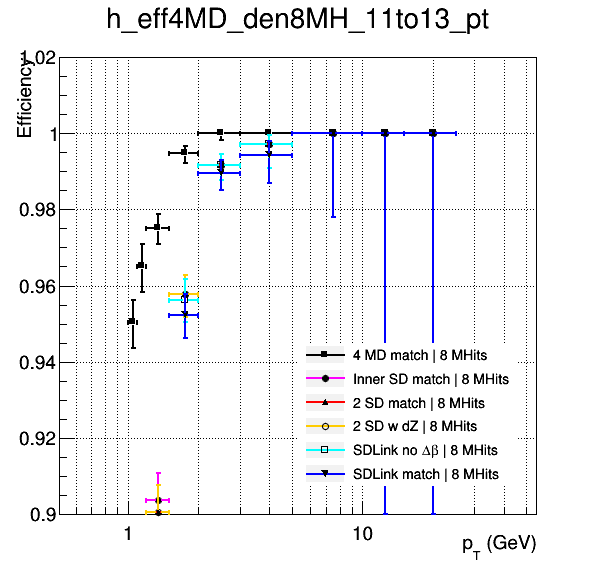 h_eff4MD_den8MH_11to13_pt
Efficiency
1.02
1
0.98
0.96
0.94
0.92
0.9
4 MD match | 8 MHits
Inner SD match | 8 MHits
2 SD match | 8 MHits
2 SD w dZ | 8 MHits
SDLink no Δβ | 8 MHits
SDLink match | 8 MHits
1
10
p_T (GeV)